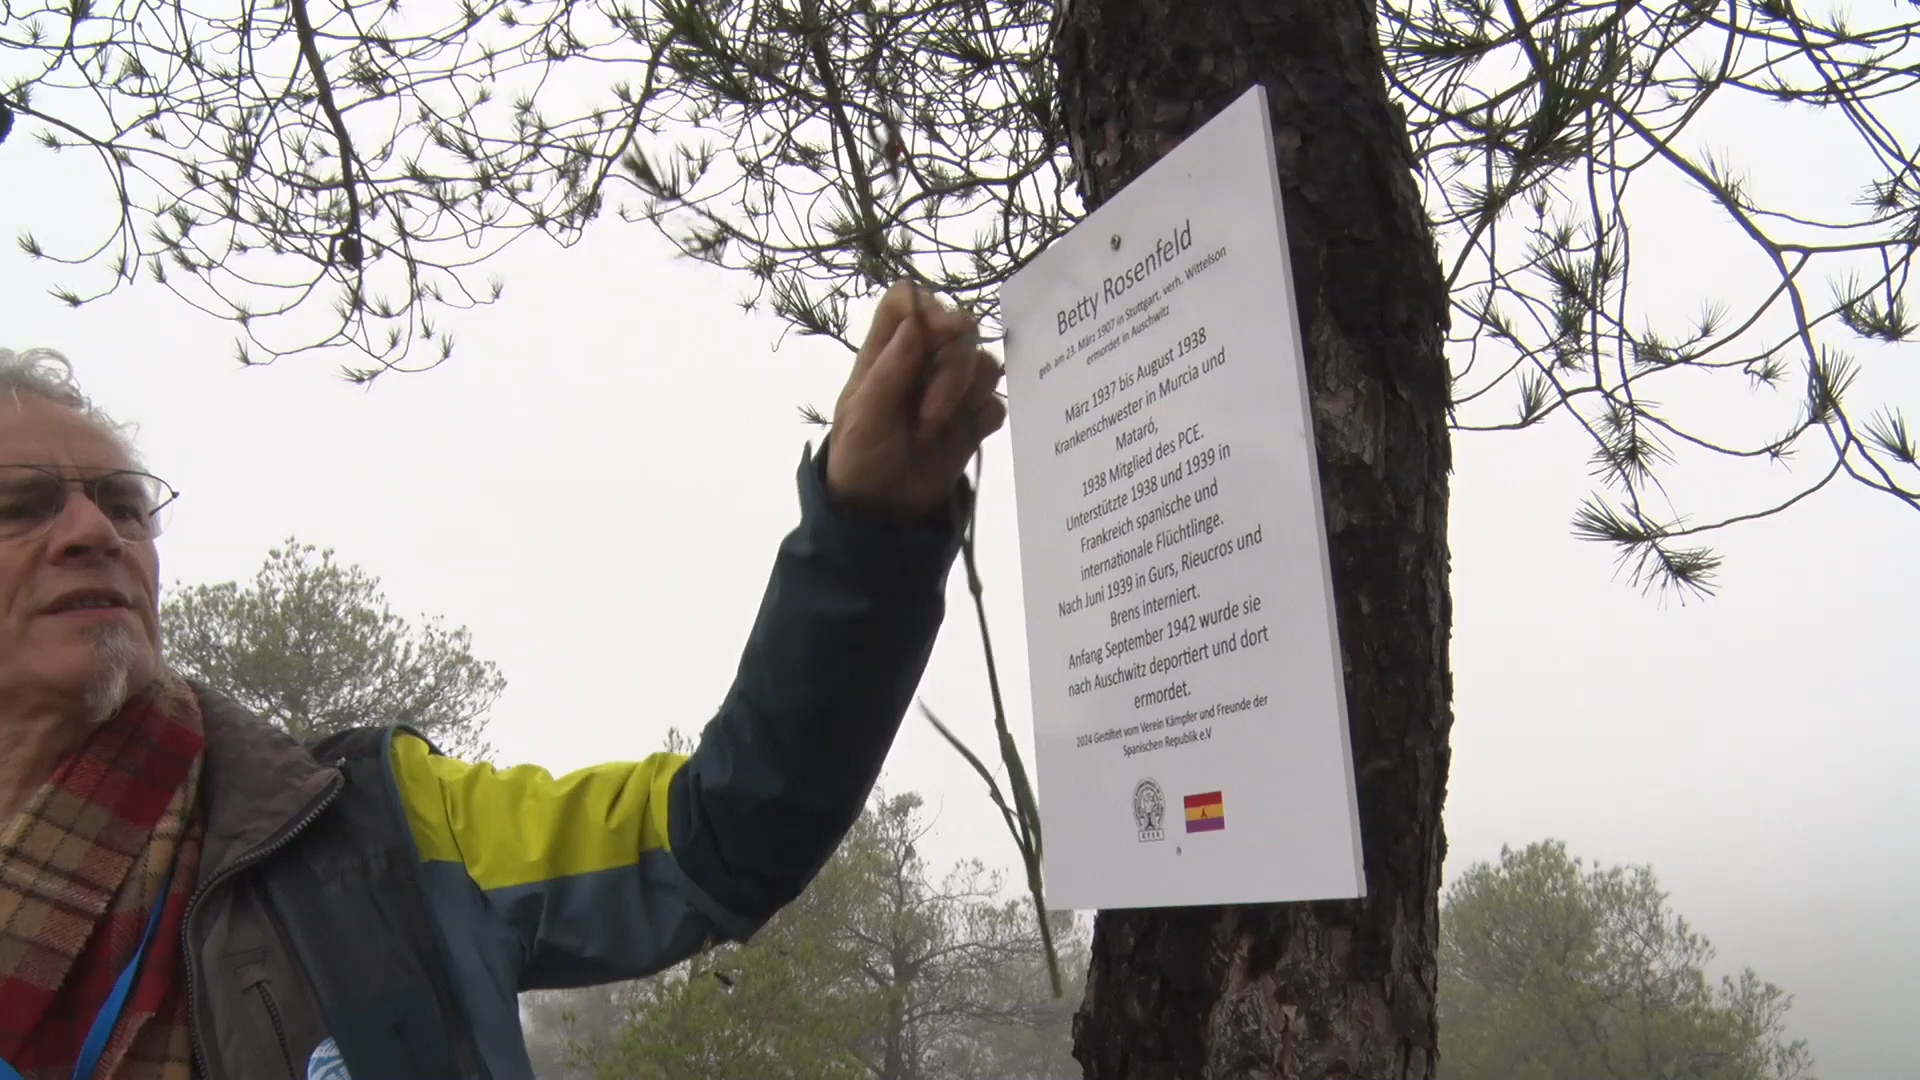 Betty Rosenfeld
geb. am 23. März 1907 in Stuttgart, verh. Wittelson
ermordet in Auschwitz
März 1937 bis August 1938
Krankenschwester in Murcia und
Mataró,
1938 Mitglied des PCE.
Unterstützte 1938 und 1939 in
Frankreich spanische und
internationale Flüchtlinge.
Nach Juni 1939 in Gurs, Rieucros und
Brens interniert.
Anfang September 1942 wurde sie
nach Auschwitz deportiert und dort
ermordet.
2024 Gestiftet vom Verein Kämpfer und Freunde der
Spanischen Republik e.V